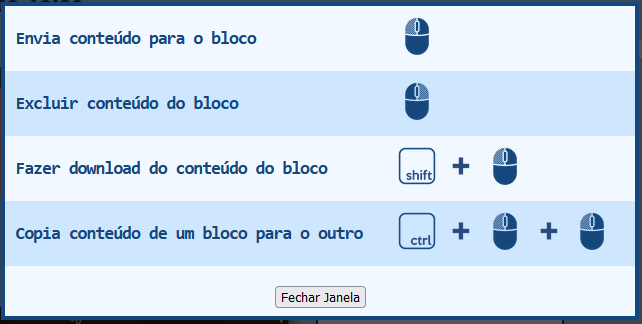 Envia conteúdo para o bloco
Excluir conteúdo do bloco
Fazer download do conteúdo do bloco
shift +
Copia conteúdo de um bloco para o outro
ctrl + +
Fechar Janela